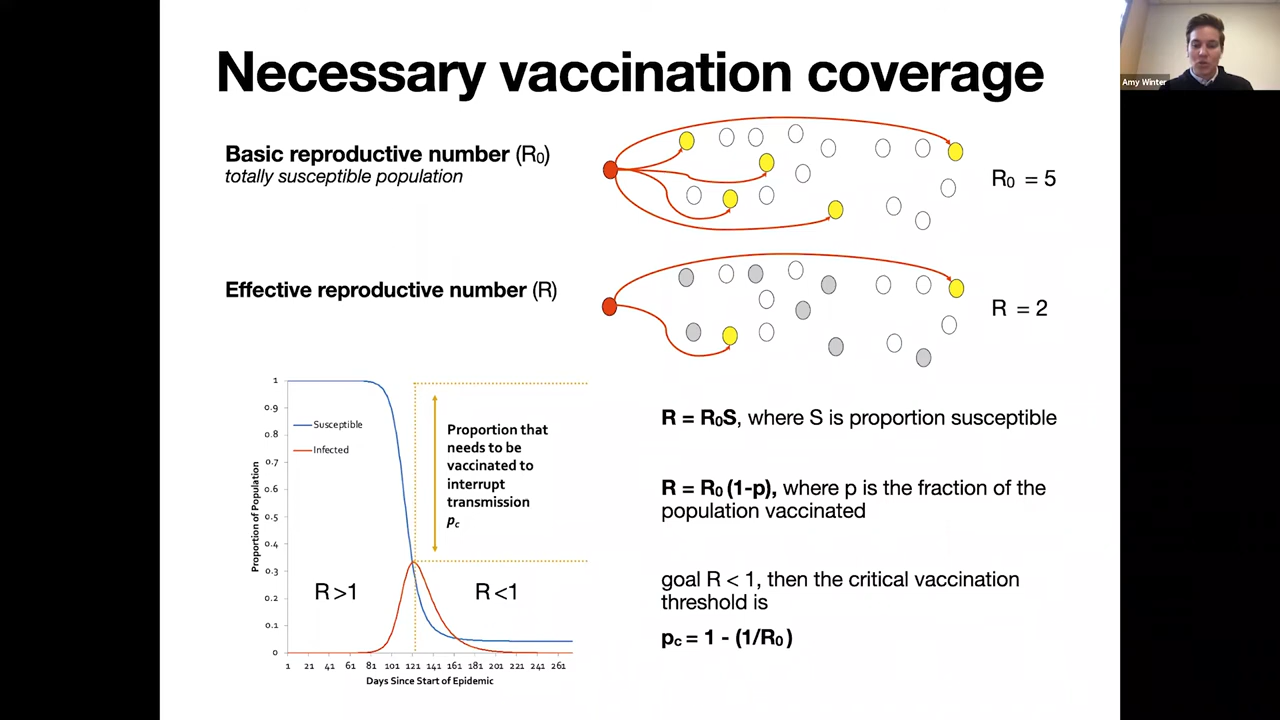 Necessary vaccination coverage
Amy Winter
Basic reproductive number (R₀)
totally susceptible population
R₀ = 5
Effective reproductive number (R)
R = 2
1
0.9
0.8
0.7
0.6
0.5
0.4
0.3
0.2
0.1
0
Proportion of Population
Susceptible
Infected
Proportion that
needs to be
vaccinated to
interrupt
transmission
pc
R >1
R <1
1 21 41 61 81 101 121 141 161 181 201 221 241 261
Days Since Start of Epidemic
R = R₀S, where S is proportion susceptible
R = R₀ (1-p), where p is the fraction of the
population vaccinated
goal R < 1, then the critical vaccination
threshold is
pc = 1 - (1/R₀ )